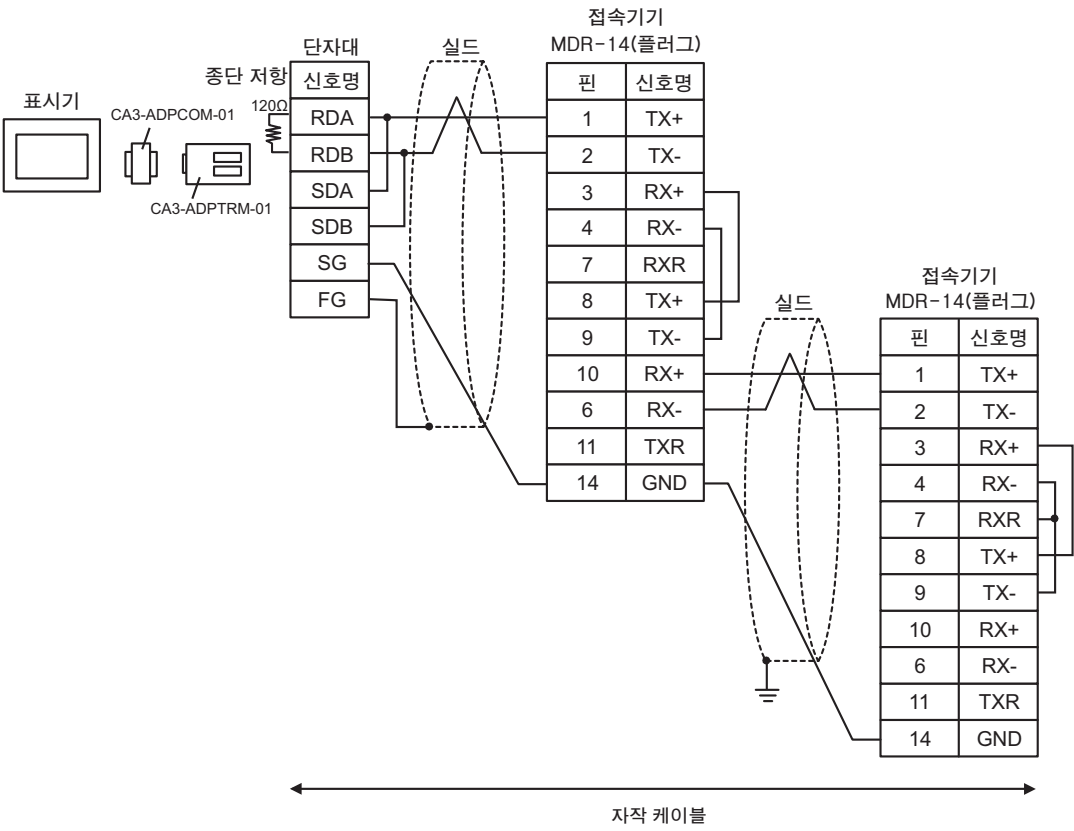 표시기
CA3-ADPCOM-01
CA3-ADPTRM-01
종단 저항
120Ω
단자대
신호명
RDA
RDB
SDA
SDB
SG
FG
실드
접속기기
MDR-14(플러그)
핀 신호명
1 TX+
2 TX-
3 RX+
4 RX-
7 RXR
8 TX+
9 TX-
10 RX+
6 RX-
11 TXR
14 GND
실드
접속기기
MDR-14(플러그)
핀 신호명
1 TX+
2 TX-
3 RX+
4 RX-
7 RXR
8 TX+
9 TX-
10 RX+
6 RX-
11 TXR
14 GND
자작 케이블